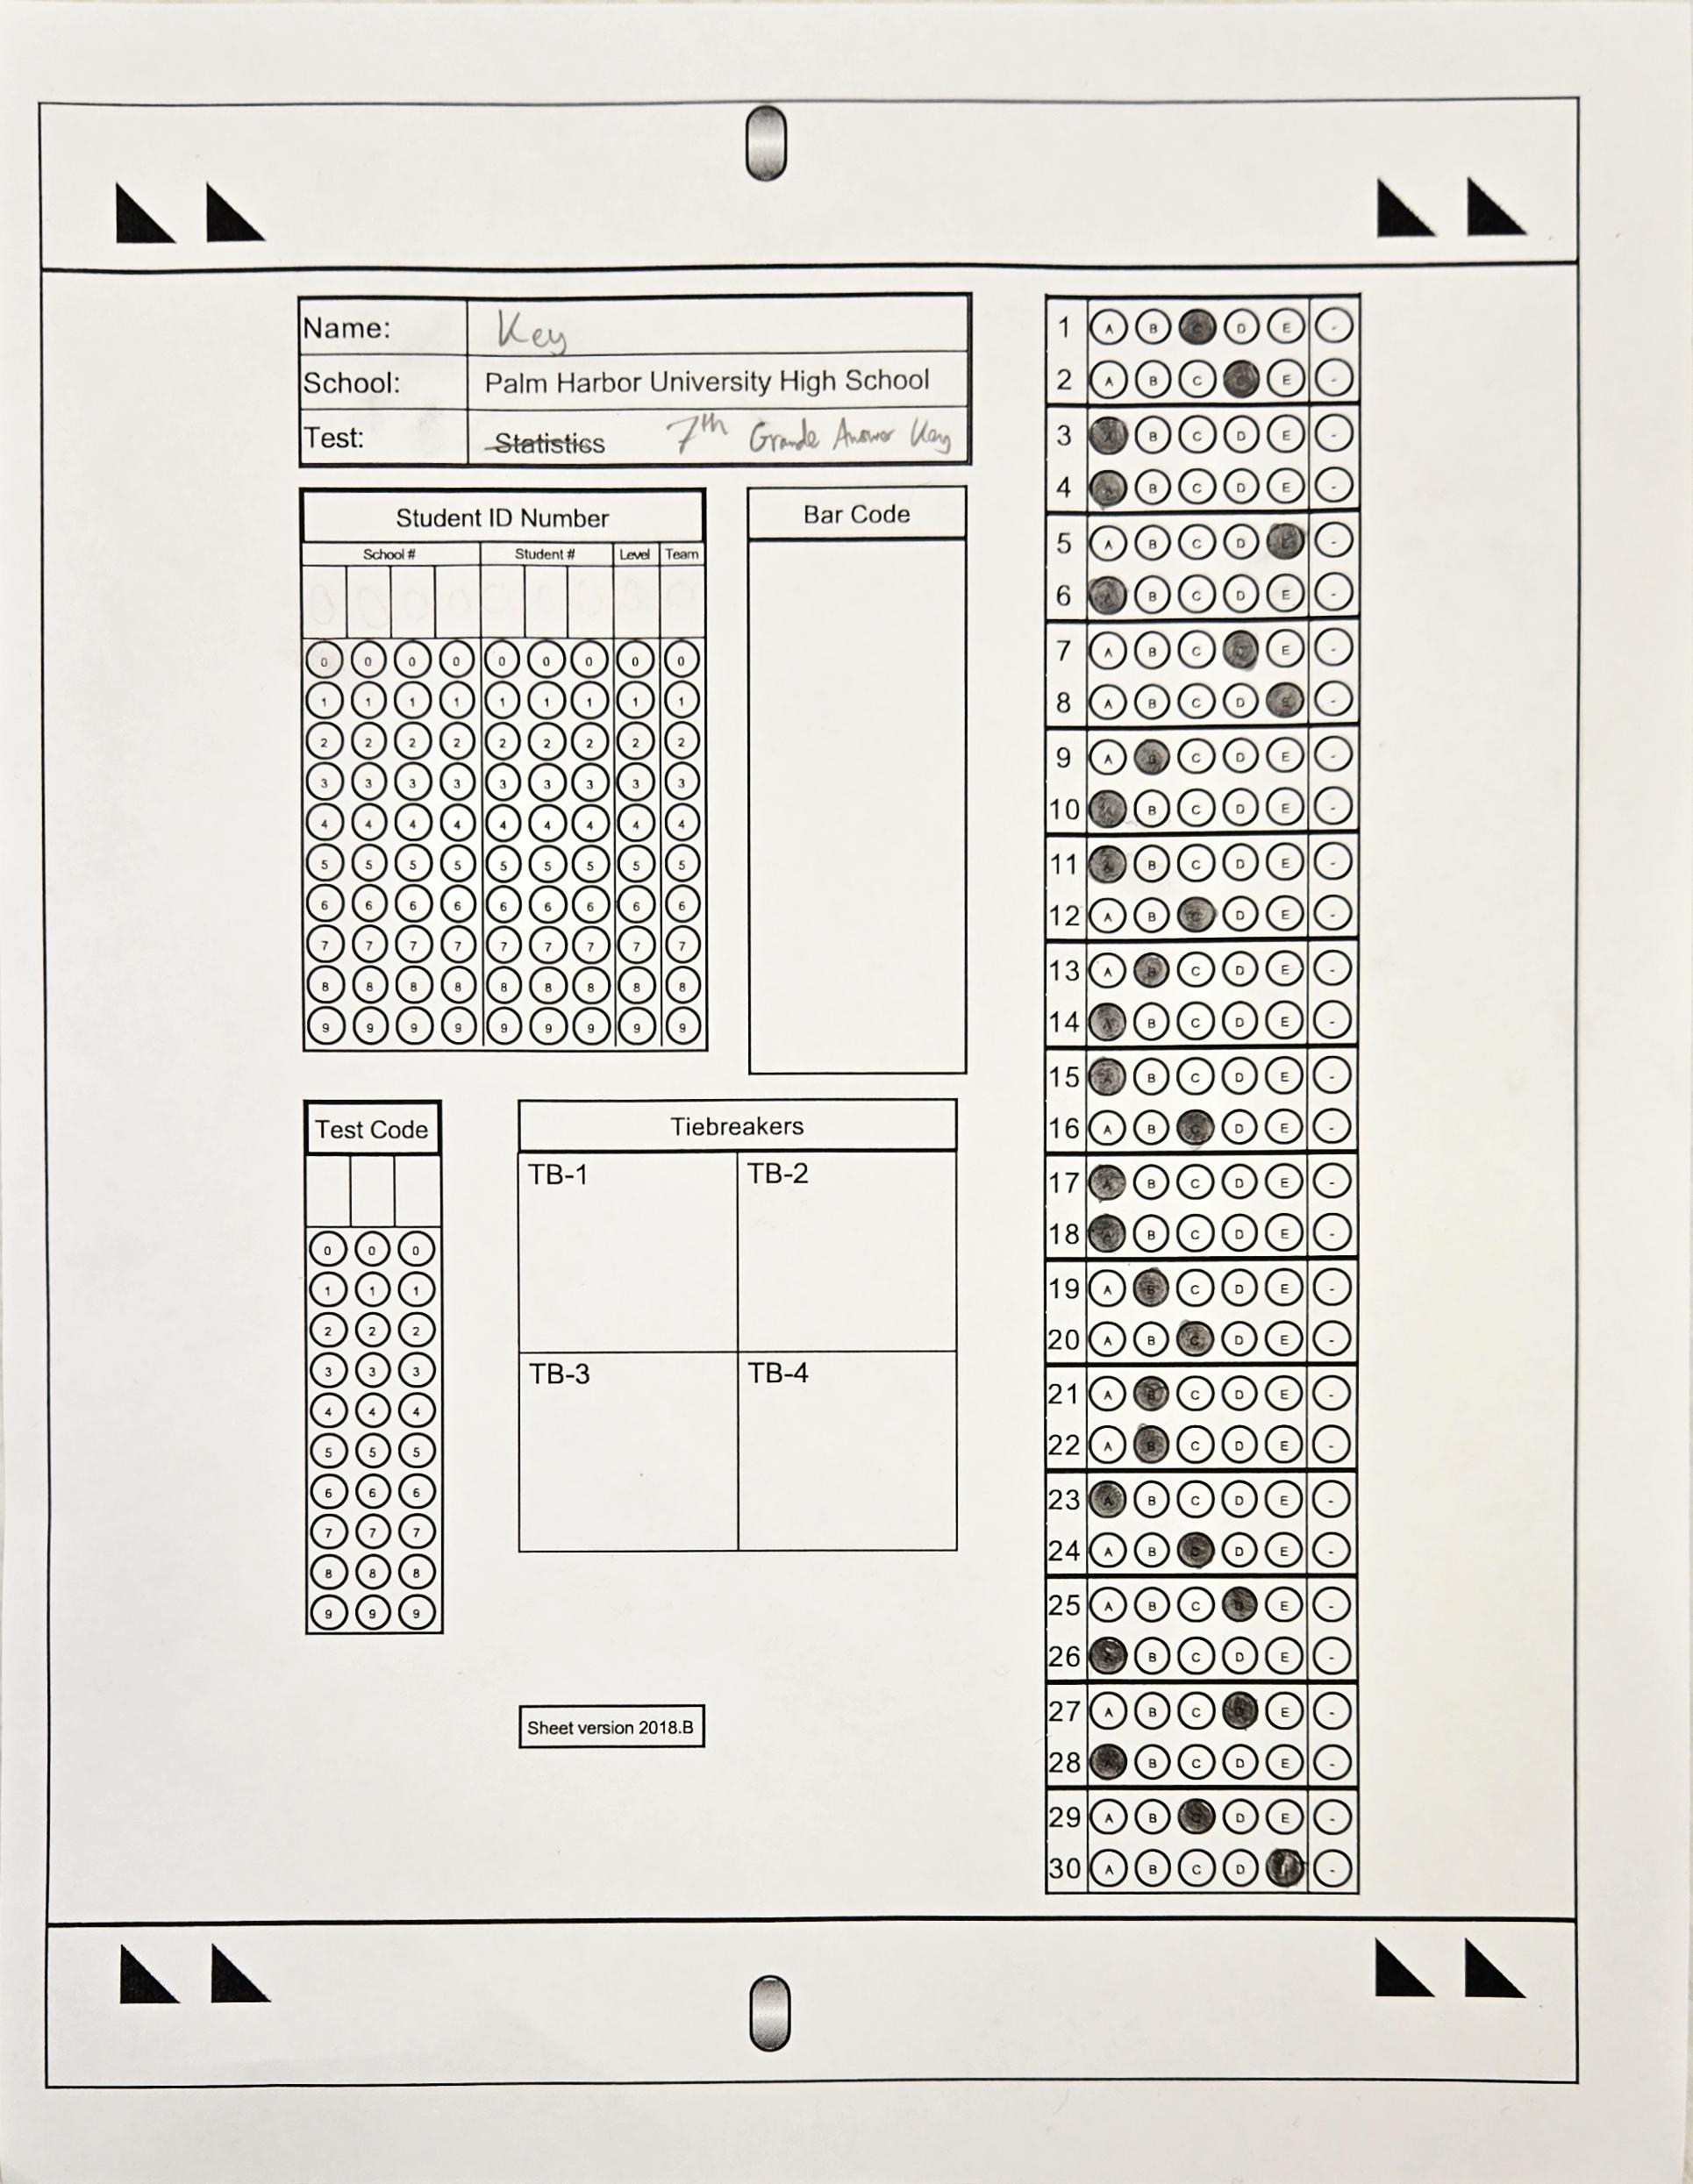 Name: Key
School: Palm Harbor University High School
Test: Statistics 7th Grande Answer Key
Student ID Number
School # Student # Level Team
0 0 0 0 0 0 0 0 0
1 1 1 1 1 1 1 1 1
2 2 2 2 2 2 2 2 2
3 3 3 3 3 3 3 3 3
4 4 4 4 4 4 4 4 4
5 5 5 5 5 5 5 5 5
6 6 6 6 6 6 6 6 6
7 7 7 7 7 7 7 7 7
8 8 8 8 8 8 8 8 8
9 9 9 9 9 9 9 9 9
Bar Code
Test Code
0 0 0
1 1 1
2 2 2
3 3 3
4 4 4
5 5 5
6 6 6
7 7 7
8 8 8
9 9 9
Tiebreakers
TB-1 TB-2
TB-3 TB-4
Sheet version 2018.B
1 A B C D E -
2 A B C E -
3 A B C D E -
4 A B C D E -
5 A B C D E -
6 A B C D E -
7 A B C E -
8 A B C D E -
9 A B C D E -
10 A B C D E -
11 A B C D E -
12 A B C D E -
13 A B C D E -
14 A B C D E -
15 A B C D E -
16 A B C D E -
17 A B C D E -
18 A B C D E -
19 A B C D E -
20 A B C D E -
21 A B C D E -
22 A B C D E -
23 A B C D E -
24 A B C D E -
25 A B C D E -
26 B C D E -
27 A B C D E -
28 A B C D E -
29 A B C D E -
30 A B C D -